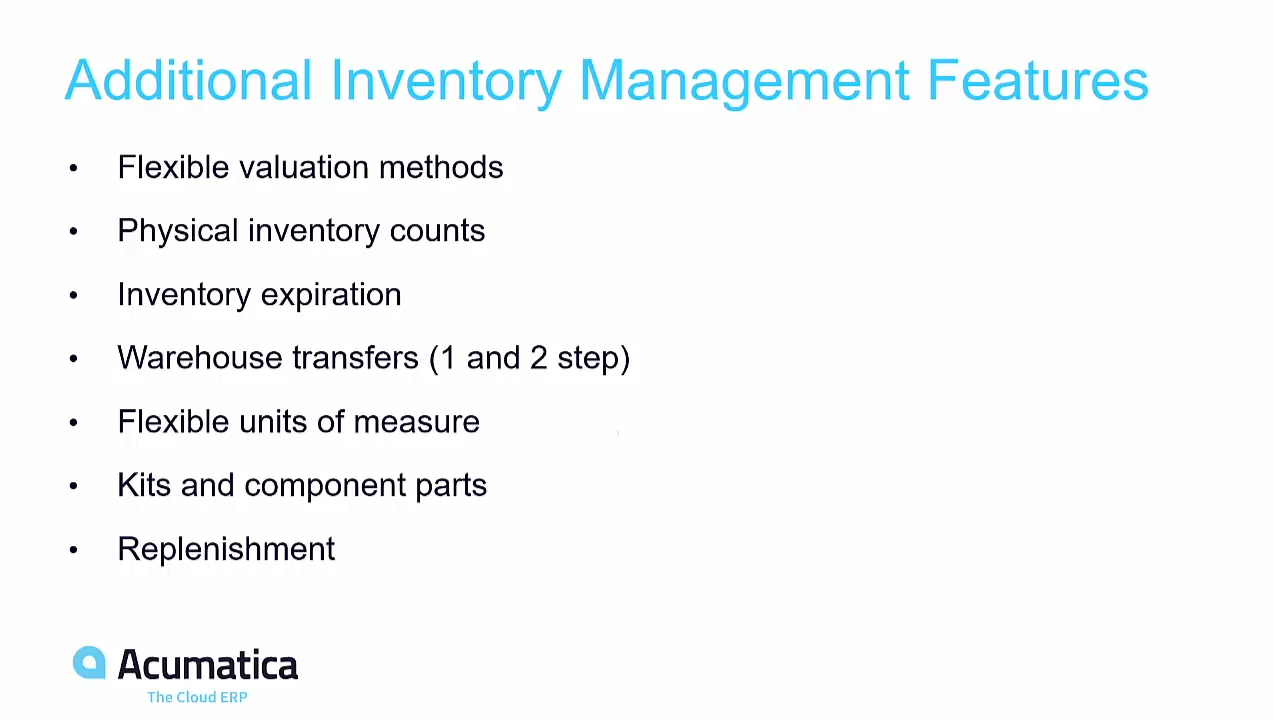 Additional Inventory Management Features
• Flexible valuation methods
• Physical inventory counts
• Inventory expiration
• Warehouse transfers (1 and 2 step)
• Flexible units of measure
• Kits and component parts
• Replenishment
Acumatica
The Cloud ERP